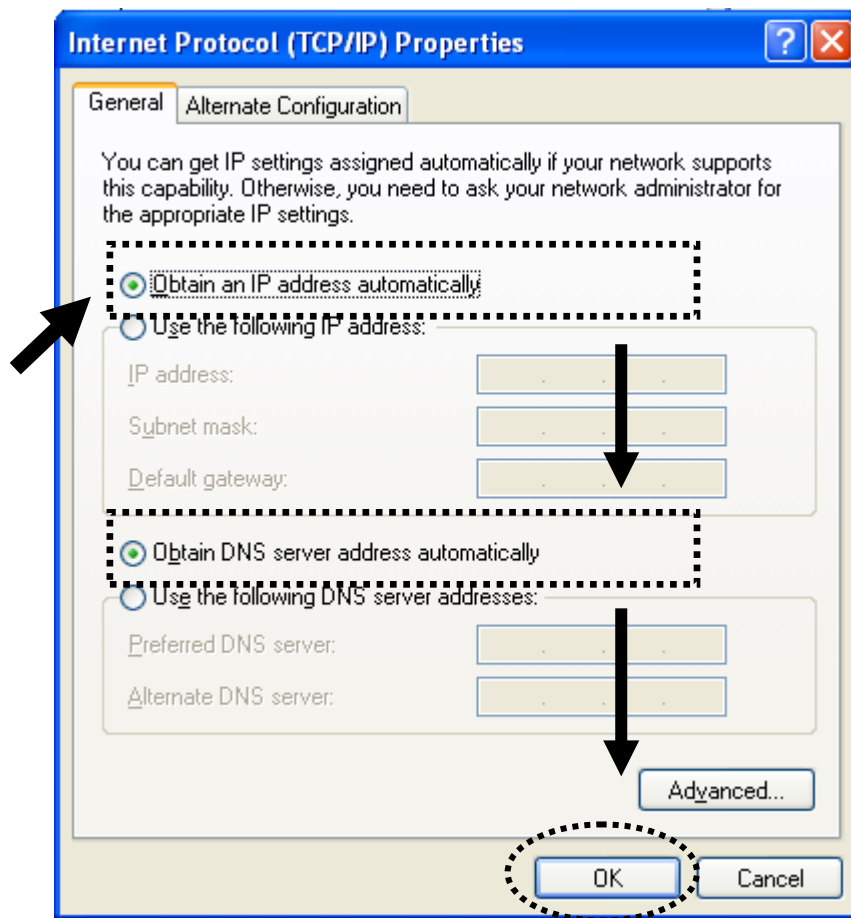 Internet Protocol (TCP/IP) Properties
General
Alternate Configuration
You can get IP settings assigned automatically if your network supports
this capability. Otherwise, you need to ask your network administrator for
the appropriate IP settings.
Obtain an IP address automatically
Use the following IP address:
IP address:
Subnet mask:
Default gateway:
Obtain DNS server address automatically
Use the following DNS server addresses:
Preferred DNS server:
Alternate DNS server:
Advanced...
OK
Cancel